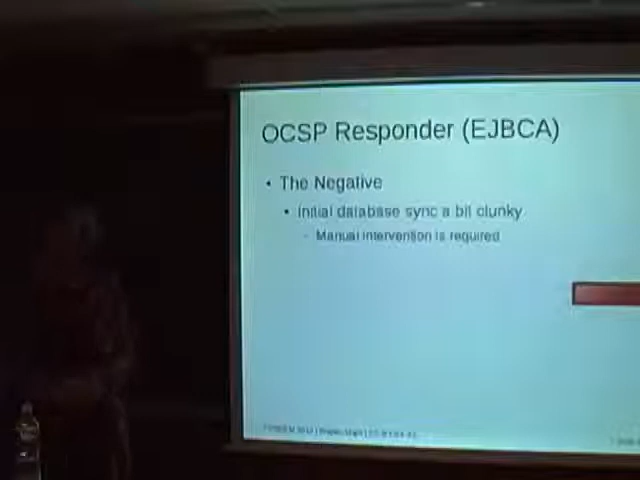 OCSP Responder (EJBCA)
• The Negative
• Initial database sync a bit clunky
- Manual intervention is required